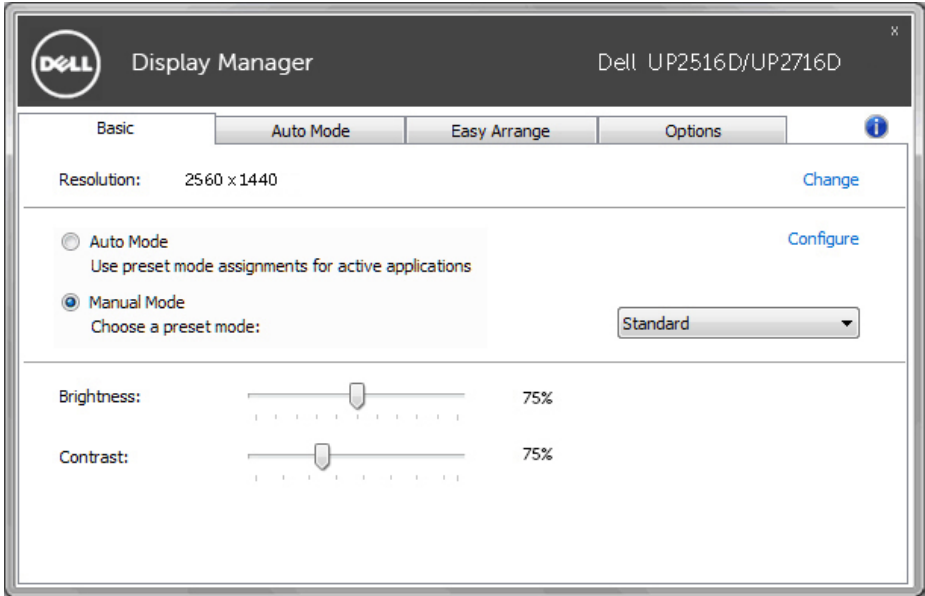 x
DELL Display Manager Dell UP2516D/UP2716D
Basic Auto Mode Easy Arrange Options i
Resolution: 2560 x 1440 Change
Auto Mode Configure
Use preset mode assignments for active applications
Manual Mode
Choose a preset mode: Standard
Brightness: 75%
Contrast: 75%